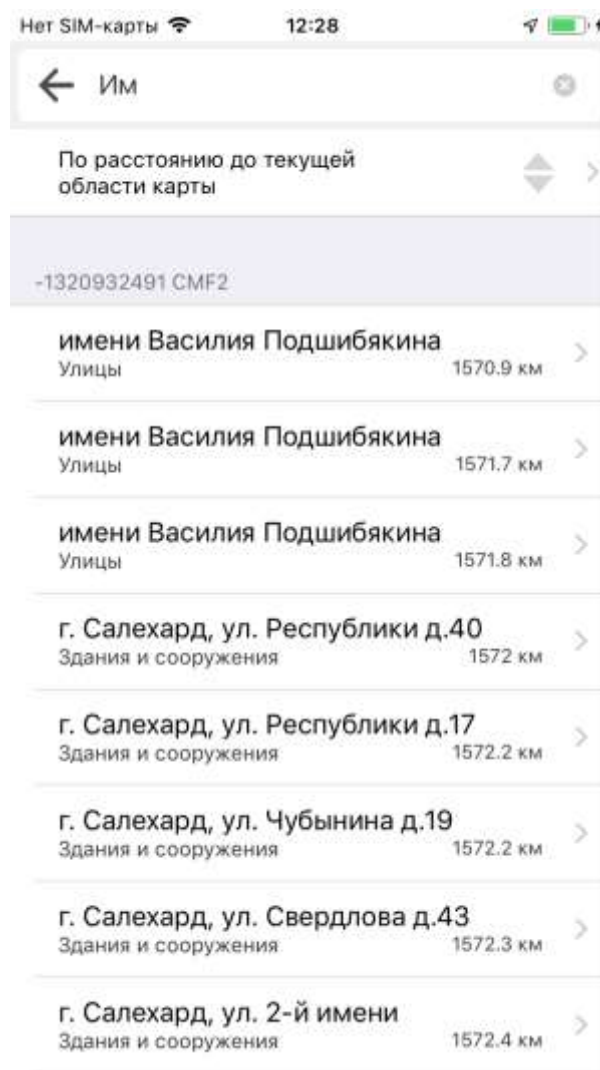 Нет SIM-карты 12:28
Им
По расстоянию до текущей
области карты
-1320932491 CMF2
имени Василия Подшибякина
Улицы 1570.9 км
имени Василия Подшибякина
Улицы 1571.7 км
имени Василия Подшибякина
Улицы 1571.8 км
г. Салехард, ул. Республики д.40
Здания и сооружения 1572 км
г. Салехард, ул. Республики д.17
Здания и сооружения 1572.2 км
г. Салехард, ул. Чубынина д.19
Здания и сооружения 1572.2 км
г. Салехард, ул. Свердлова д.43
Здания и сооружения 1572.3 км
г. Салехард, ул. 2-й имени
Здания и сооружения 1572.4 км